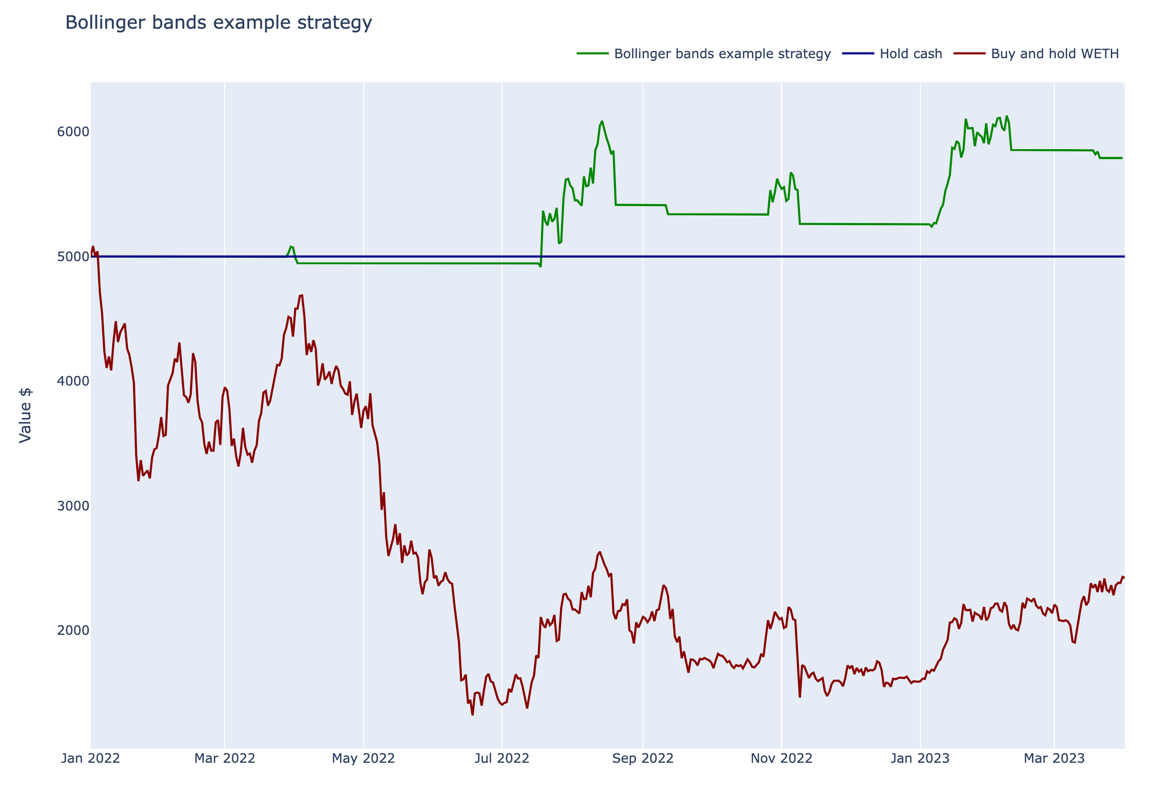 Bollinger bands example strategy
Bollinger bands example strategy Hold cash Buy and hold WETH
6000
5000
4000
3000
2000
Value $
Jan 2022 Mar 2022 May 2022 Jul 2022 Sep 2022 Nov 2022 Jan 2023 Mar 2023